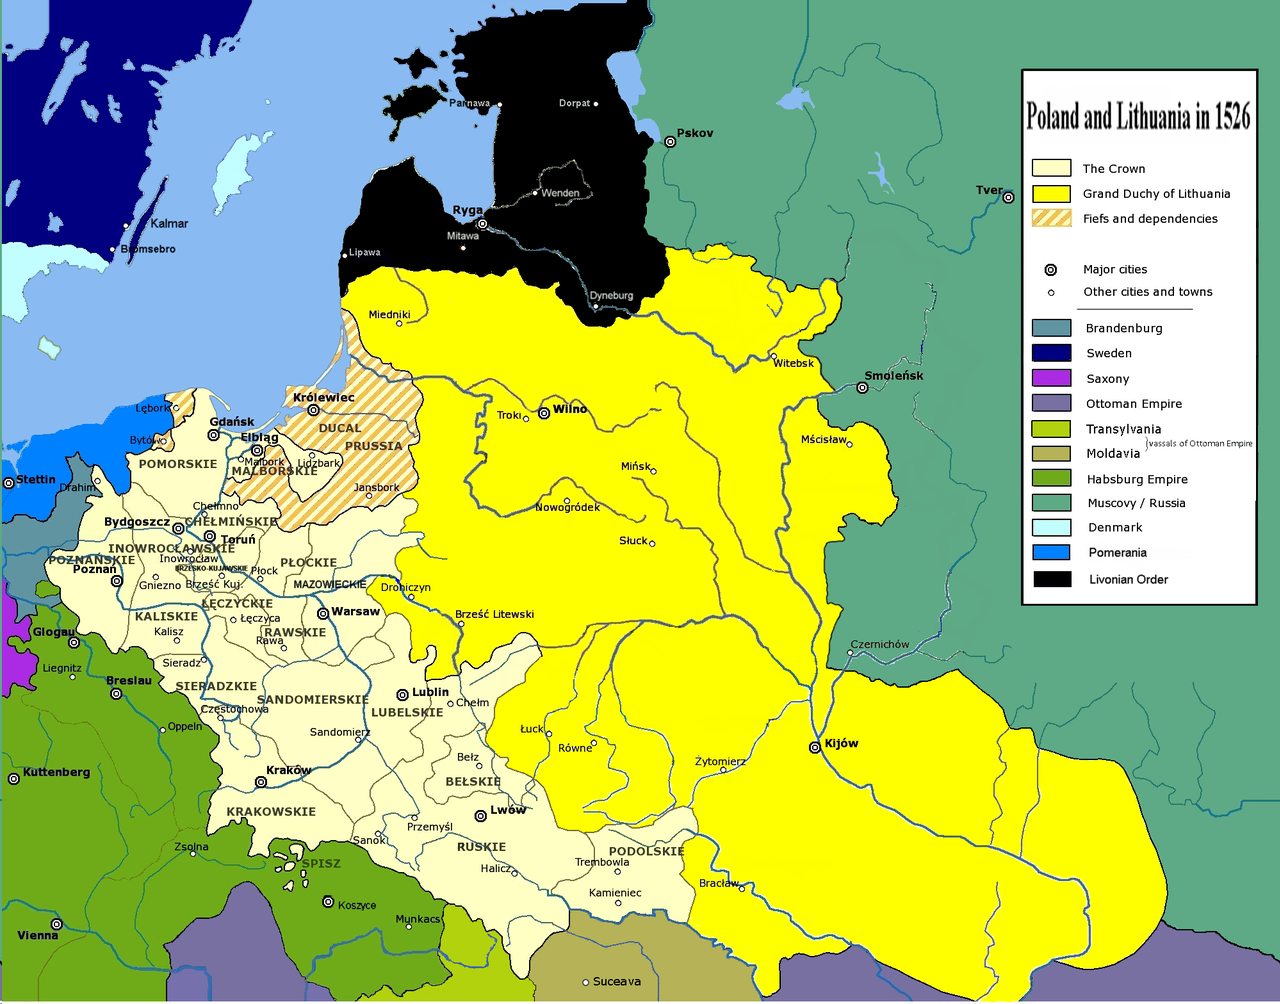 Poland and Lithuania in 1526
The Crown
Grand Duchy of Lithuania
Fiefs and dependencies
Major cities
Other cities and towns
Brandenburg
Sweden
Saxony
Ottoman Empire
Transylvania
vassals of Ottoman Empire
Moldavia
Habsburg Empire
Muscovy / Russia
Denmark
Pomerania
Livonian Order
Parnawa
Dorpat
Pskov
Tver
Wenden
Ryga
Kalmar
Mitawa
Bromsebro
Lipawa
Dyneburg
Miedniki
Witebsk
Smoleńsk
Królewiec
Lębork
Wilno
Troki
Gdańsk
DUCAL
PRUSSIA
Elbląg
Bytów
Mścisław
Malbork
Lidzbark
POMORSKIE
MALBORSKIE
Mińsk
Stettin
Drahim
Jansbork
Nowogródek
Chełmno
Bydgoszcz
CHEŁMIŃSKIE
Toruń
Słuck
INOWROCŁAWSKIE
POZNAŃSKIE
Inowrocław
PŁOCKIE
BRZESKO-KUJAWSKIE
Poznań
Płock
Gniezno
Brześć Kuj.
MAZOWIECKIE
Drohiczyn
ŁĘCZYCKIE
Warsaw
Brześć Litewski
KALISKIE
Łęczyca
Kalisz
RAWSKIE
Rawa
Glogau
Czernichów
Sieradz
Liegnitz
Breslau
SIERADZKIE
SANDOMIERSKIE
Lublin
Chełm
LUBELSKIE
Częstochowa
Oppeln
Sandomierz
Łuck
Równe
Kijów
Bełz
Żytomierz
Kuttenberg
Kraków
BEŁSKIE
KRAKOWSKIE
Lwów
Przemyśl
Sanok
RUSKIE
PODOLSKIE
Zsolna
SPISZ
Halicz
Trembowla
Bracław
Kamieniec
Koszyce
Munkacs
Vienna
Suceava